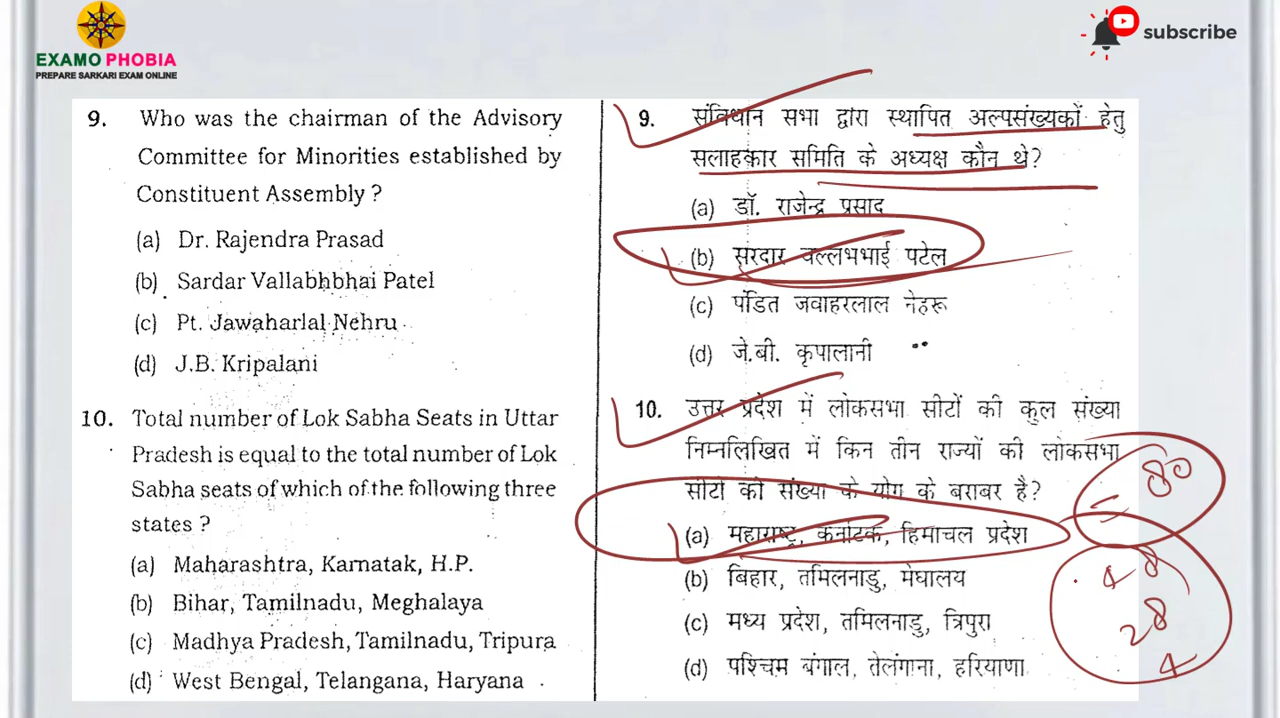 EXAMO PHOBIA
PREPARE SARKARI EXAM ONLINE
subscribe
9. Who was the chairman of the Advisory
Committee for Minorities established by
Constituent Assembly ?
(a) Dr. Rajendra Prasad
(b) Sardar Vallabhbhai Patel
(c) Pt. Jawaharlal Nehru
(d) J.B. Kripalani
10. Total number of Lok Sabha Seats in Uttar
Pradesh is equal to the total number of Lok
Sabha seats of which of the following three
states ?
(a) Maharashtra, Karnatak, H.P.
(b) Bihar, Tamilnadu, Meghalaya
(c) Madhya Pradesh, Tamilnadu, Tripura
(d) West Bengal, Telangana, Haryana
9. संविधान सभा द्वारा स्थापित अल्पसंख्यकों हेतु
सलाहकार समिति के अध्यक्ष कौन थे?
(a) डॉ. राजेन्द्र प्रसाद
(b) सरदार वल्लभभाई पटेल
(c) पंडित जवाहरलाल नेहरू
(d) जे.बी. कृपालानी
10. उत्तर प्रदेश में लोकसभा सीटों की कुल संख्या
निम्नलिखित में किन तीन राज्यों की लोकसभा
सीटों की संख्या के योग के बराबर है?
(a) महाराष्ट्र, कर्नाटक, हिमाचल प्रदेश
(b) बिहार, तमिलनाडु, मेघालय
(c) मध्य प्रदेश, तमिलनाडु, त्रिपुरा
(d) पश्चिम बंगाल, तेलंगाना, हरियाणा
= 80
48
28
4